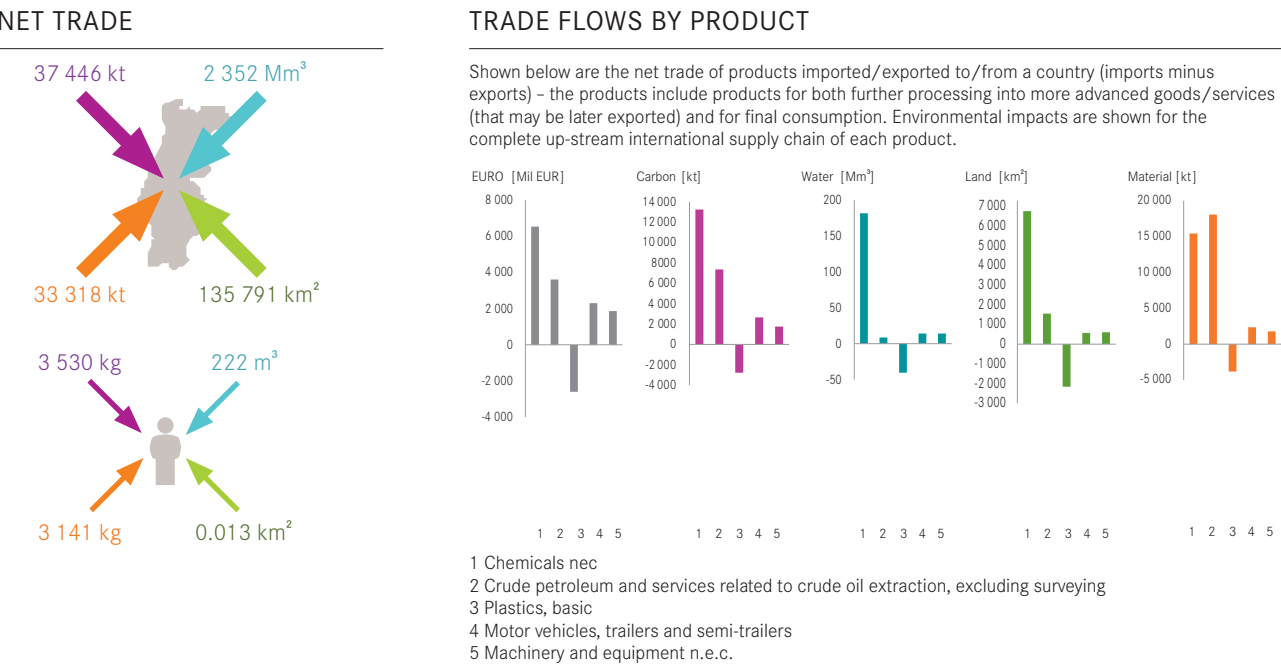 NET TRADE
37 446 kt
2 352 Mm³
33 318 kt
135 791 km²
3 530 kg
222 m³
3 141 kg
0.013 km²
TRADE FLOWS BY PRODUCT
Shown below are the net trade of products imported/exported to/from a country (imports minus
exports) – the products include products for both further processing into more advanced goods/services
(that may be later exported) and for final consumption. Environmental impacts are shown for the
complete up-stream international supply chain of each product.
EURO [Mil EUR]
8 000
6 000
4 000
2 000
0
-2 000
-4 000
1 2 3 4 5
Carbon [kt]
14 000
12 000
10 000
8000
6 000
4 000
2 000
0
-2 000
-4 000
1 2 3 4 5
Water [Mm³]
200
150
100
50
0
-50
1 2 3 4 5
Land [km²]
7 000
6 000
5 000
4 000
3 000
2 000
1 000
0
-1 000
-2 000
-3 000
1 2 3 4 5
Material [kt]
20 000
15 000
10 000
5 000
0
-5 000
1 2 3 4 5
1 Chemicals nec
2 Crude petroleum and services related to crude oil extraction, excluding surveying
3 Plastics, basic
4 Motor vehicles, trailers and semi-trailers
5 Machinery and equipment n.e.c.